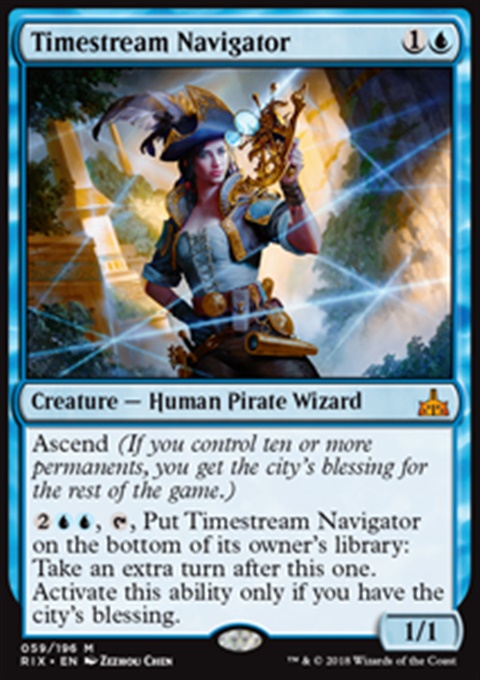 Timestream Navigator 1
Creature — Human Pirate Wizard
Ascend (If you control ten or more
permanents, you get the city's blessing for
the rest of the game.)
2, , Put Timestream Navigator
on the bottom of its owner's library:
Take an extra turn after this one.
Activate this ability only if you have the
city's blessing.
1/1
059/196 M
RIX • EN Zezhou Chen
™ & © 2018 Wizards of the Coast